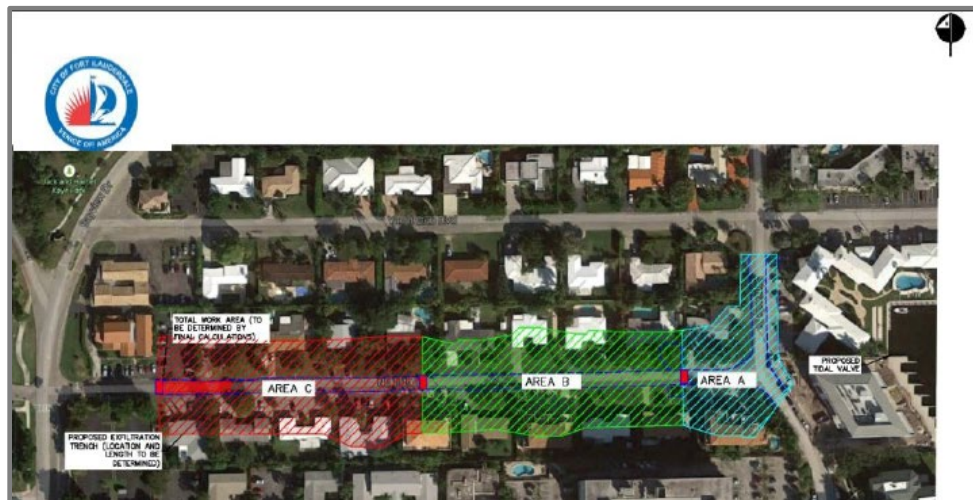 CITY OF FORT LAUDERDALE
VENICE OF AMERICA
TOTAL WORK AREA (TO
BE DETERMINED BY
FINAL CALCULATIONS)
AREA C
AREA B
AREA A
PROPOSED
TIDAL VALVE
PROPOSED EXFILTRATION
TRENCH (LOCATION AND
LENGTH TO BE
DETERMINED)